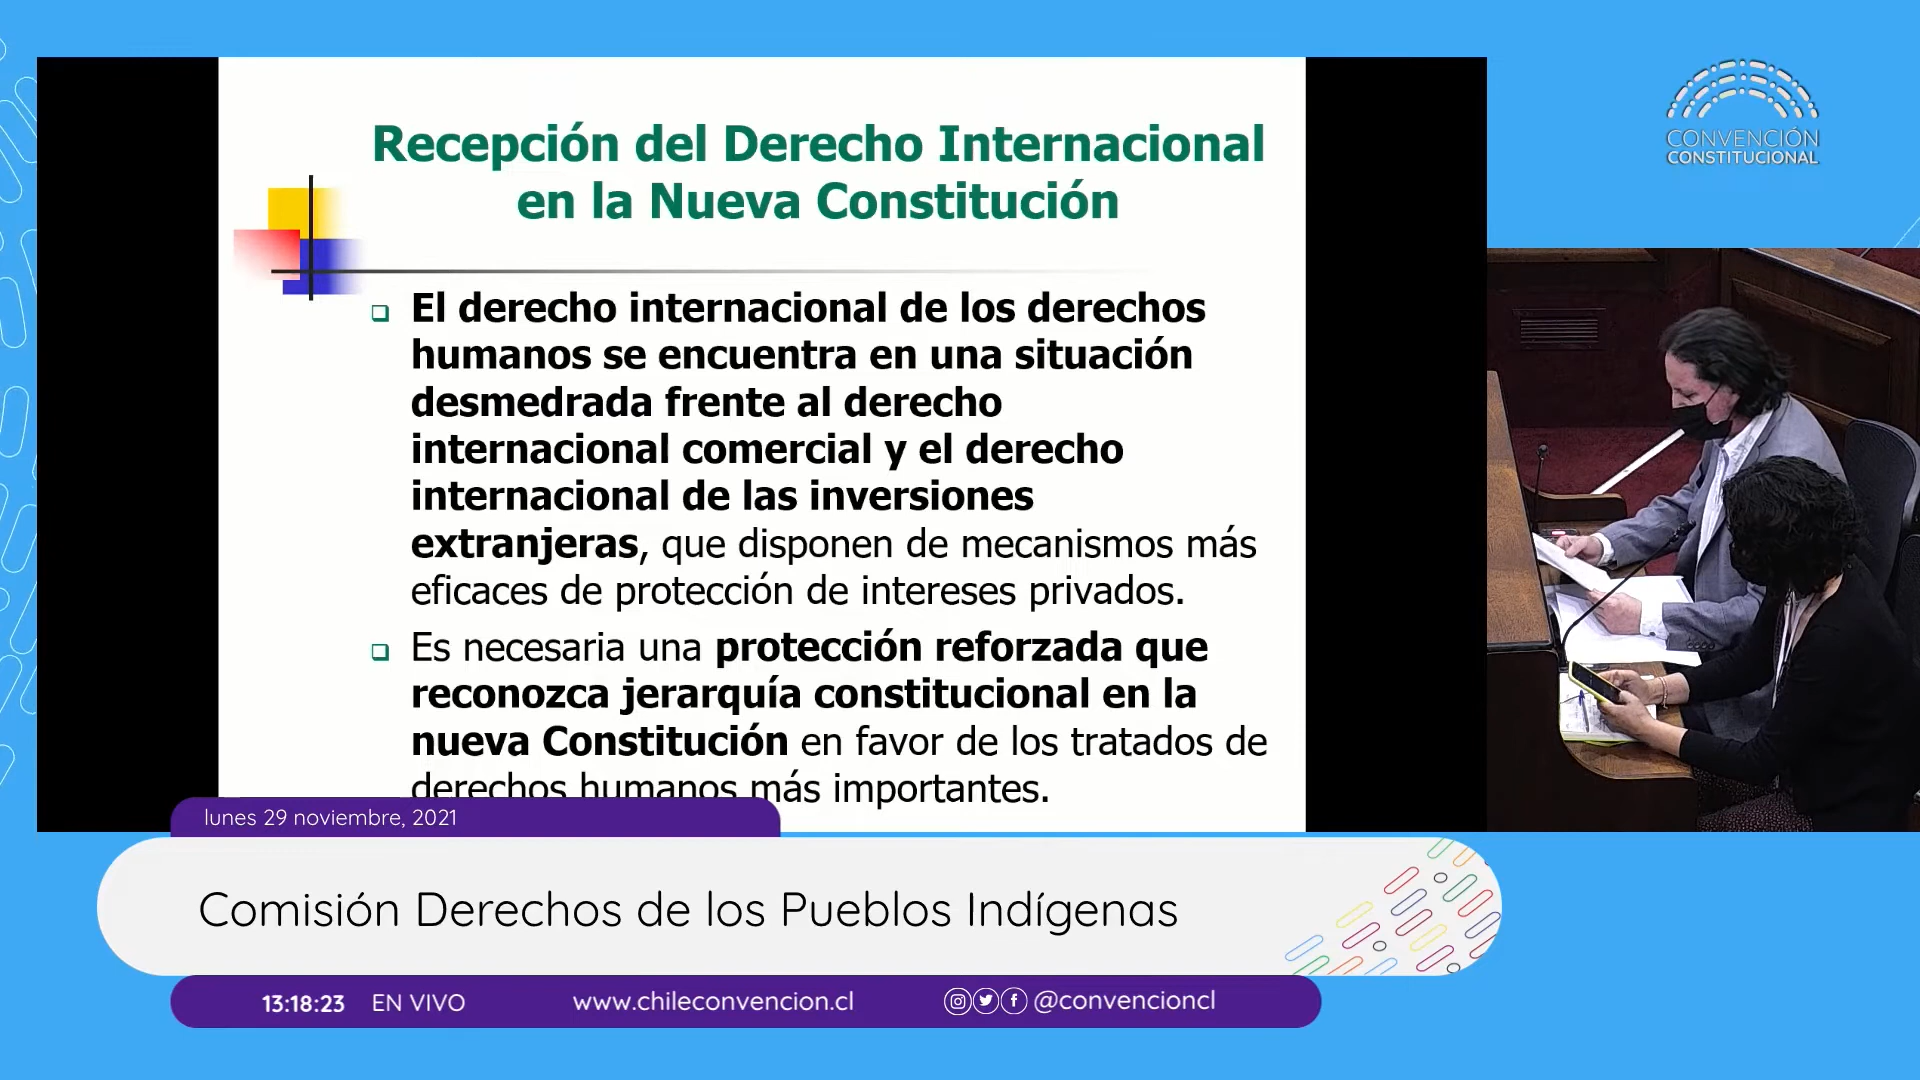 Recepción del Derecho Internacional
en la Nueva Constitución
El derecho internacional de los derechos
humanos se encuentra en una situación
desmedrada frente al derecho
internacional comercial y el derecho
internacional de las inversiones
extranjeras, que disponen de mecanismos más
eficaces de protección de intereses privados.
Es necesaria una protección reforzada que
reconozca jerarquía constitucional en la
nueva Constitución en favor de los tratados de
derechos humanos más importantes.
CONVENCIÓN
CONSTITUCIONAL
lunes 29 noviembre, 2021
Comisión Derechos de los Pueblos Indígenas
13:18:23 EN VIVO www.chileconvencion.cl @convencioncl